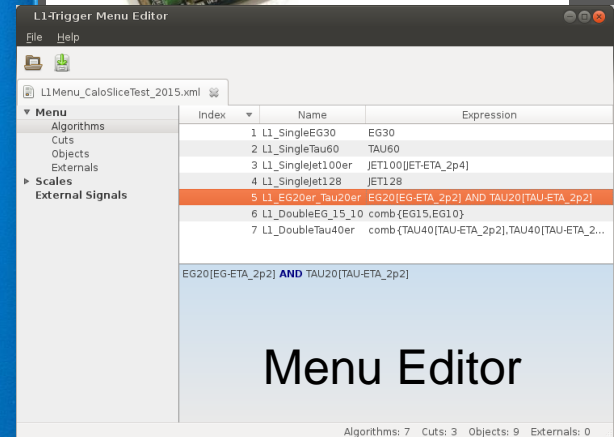 L1-Trigger Menu Editor
File Help
L1Menu_CaloSliceTest_2015.xml
Menu
Algorithms
Cuts
Objects
Externals
Scales
External Signals
Index Name Expression
1 L1_SingleEG30 EG30
2 L1_SingleTau60 TAU60
3 L1_SingleJet100er JET100[JET-ETA_2p4]
4 L1_SingleJet128 JET128
5 L1_EG20er_Tau20er EG20[EG-ETA_2p2] AND TAU20[TAU-ETA_2p2]
6 L1_DoubleEG_15_10 comb{EG15,EG10}
7 L1_DoubleTau40er comb{TAU40[TAU-ETA_2p2],TAU40[TAU-ETA_2...
EG20[EG-ETA_2p2] AND TAU20[TAU-ETA_2p2]
Menu Editor
Algorithms: 7 Cuts: 3 Objects: 9 Externals: 0